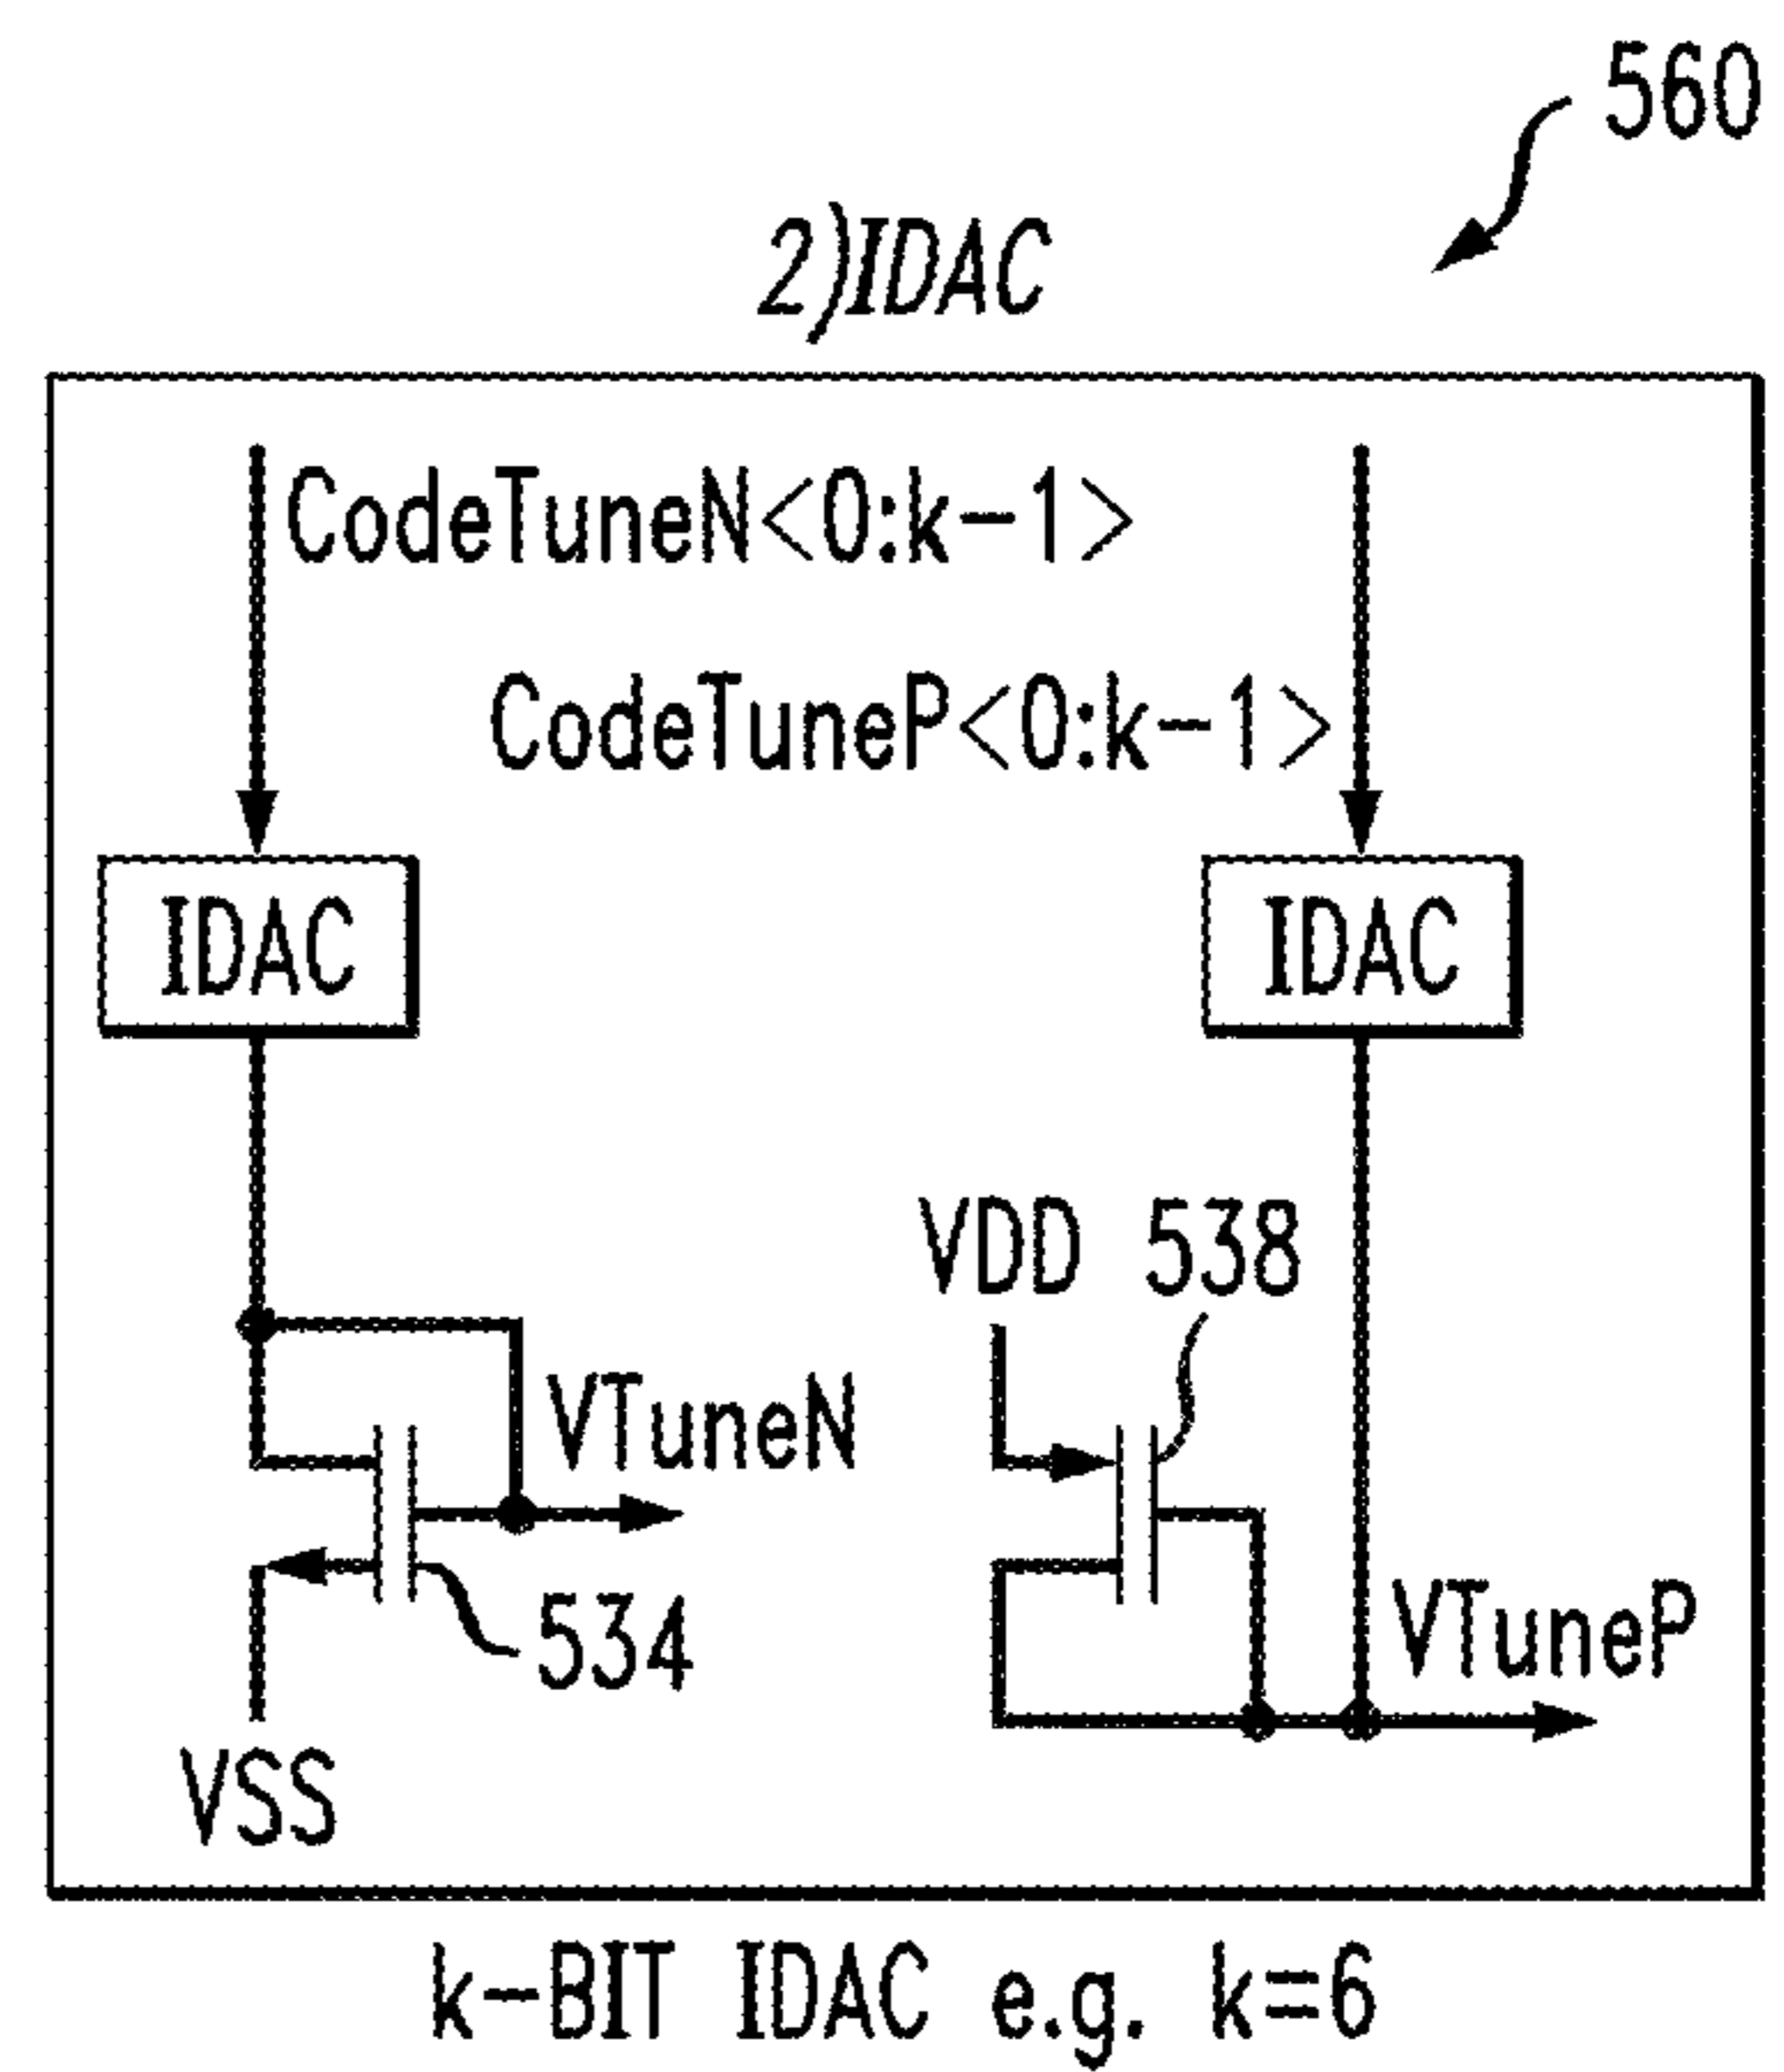 560
2)IDAC
CodeTuneN<0:k-1>
CodeTuneP<0:k-1>
IDAC
IDAC
VDD 538
VTuneN
534
VTuneP
VSS
k-BIT IDAC e.g. k=6